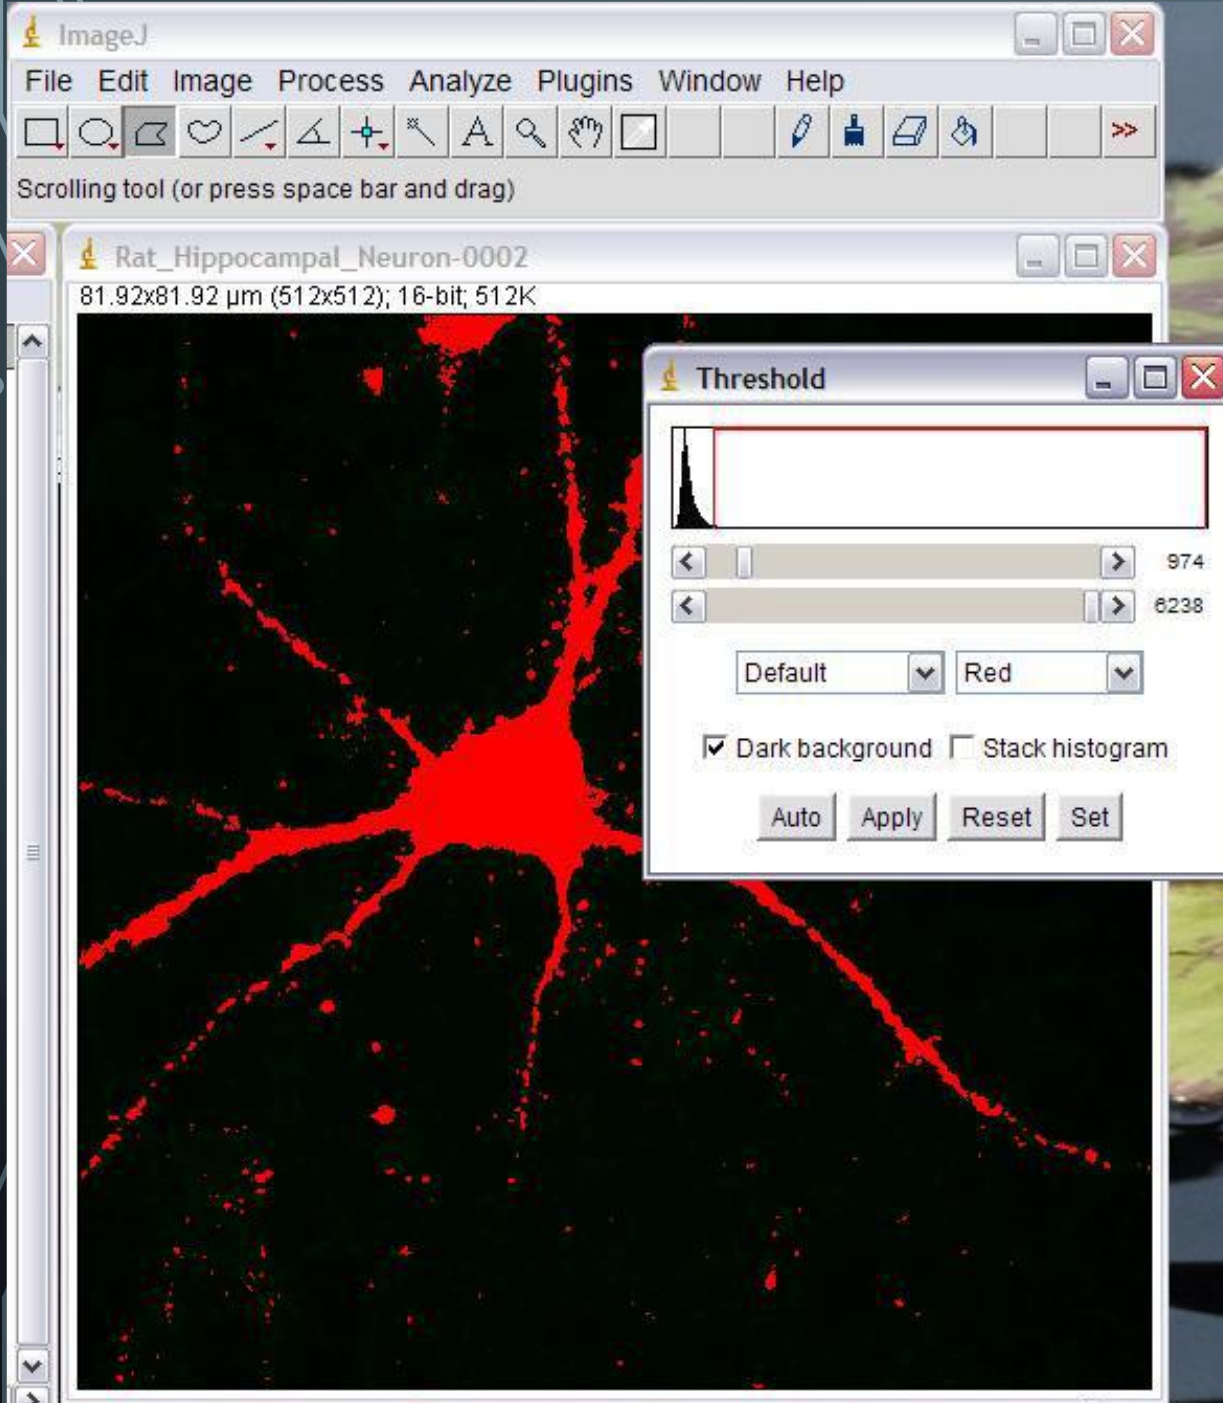 ImageJ
File Edit Image Process Analyze Plugins Window Help
A >>
Scrolling tool (or press space bar and drag)
Rat_Hippocampal_Neuron-0002
81.92x81.92 µm (512x512); 16-bit; 512K
Threshold
974
6238
Default Red
Dark background Stack histogram
Auto Apply Reset Set